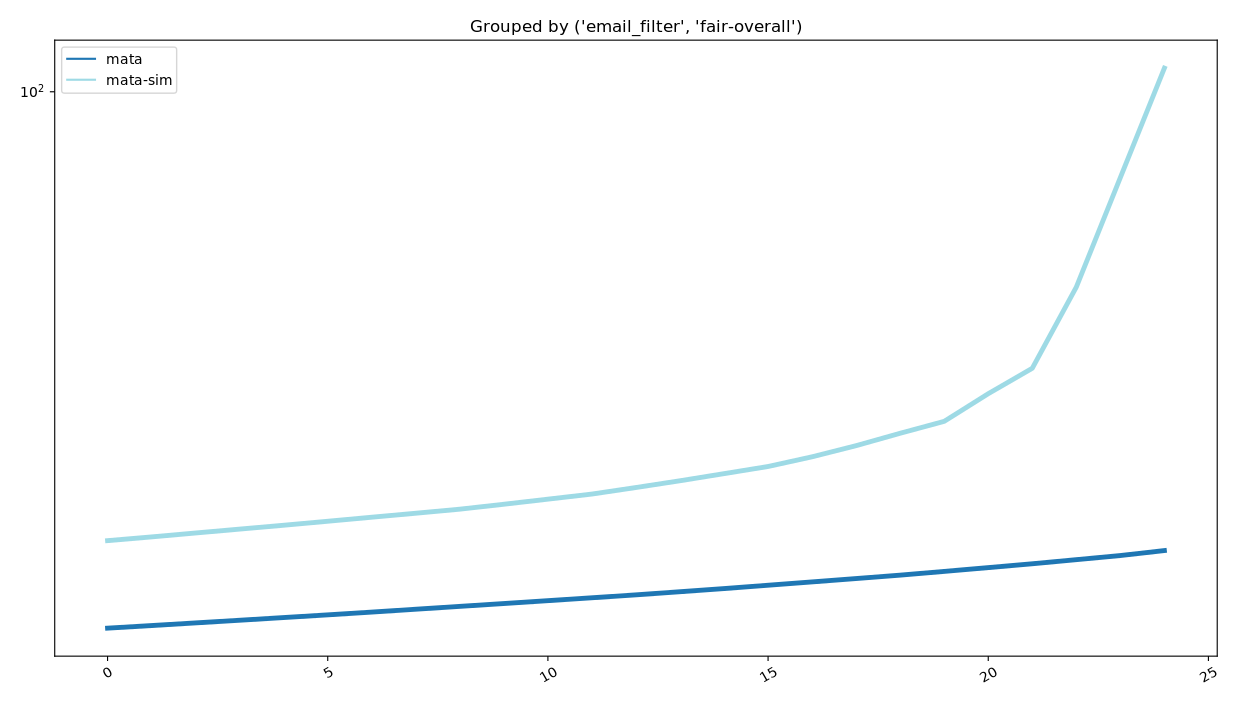 Grouped by ('email_filter', 'fair-overall')
mata
mata-sim
10²
0 5 10 15 20 25